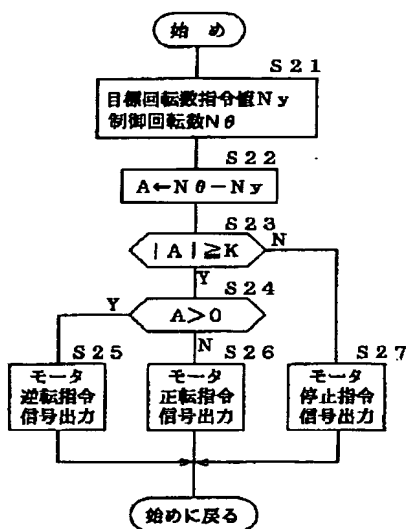 始め
S21
目標回転数指令値Ny
制御回転数Nθ
S22
A←Nθ－Ny
S23
|A|≧K
N
Y
S24
A＞0
Y
N
S25
モータ
逆転指令
信号出力
S26
モータ
正転指令
信号出力
S27
モータ
停止指令
信号出力
始めに戻る